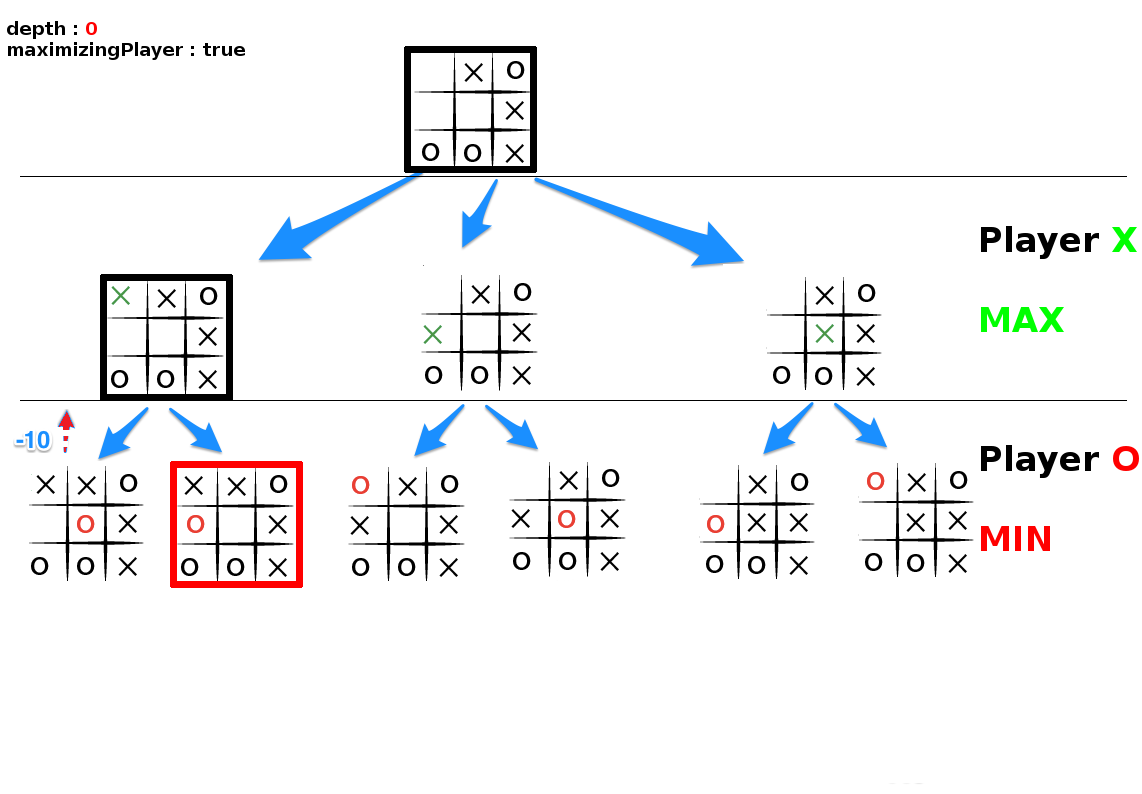 depth : 0
maximizingPlayer : true
X O
X
O O X
Player X
MAX
X X O
X
O O X
X O
X X
O O X
X O
X X
O O X
-10
Player O
MIN
X X O
O X
O O X
X X O
O X
O O X
O X O
X X
O O X
X O
X O X
O O X
X O
O X X
O O X
O X O
X X
O O X